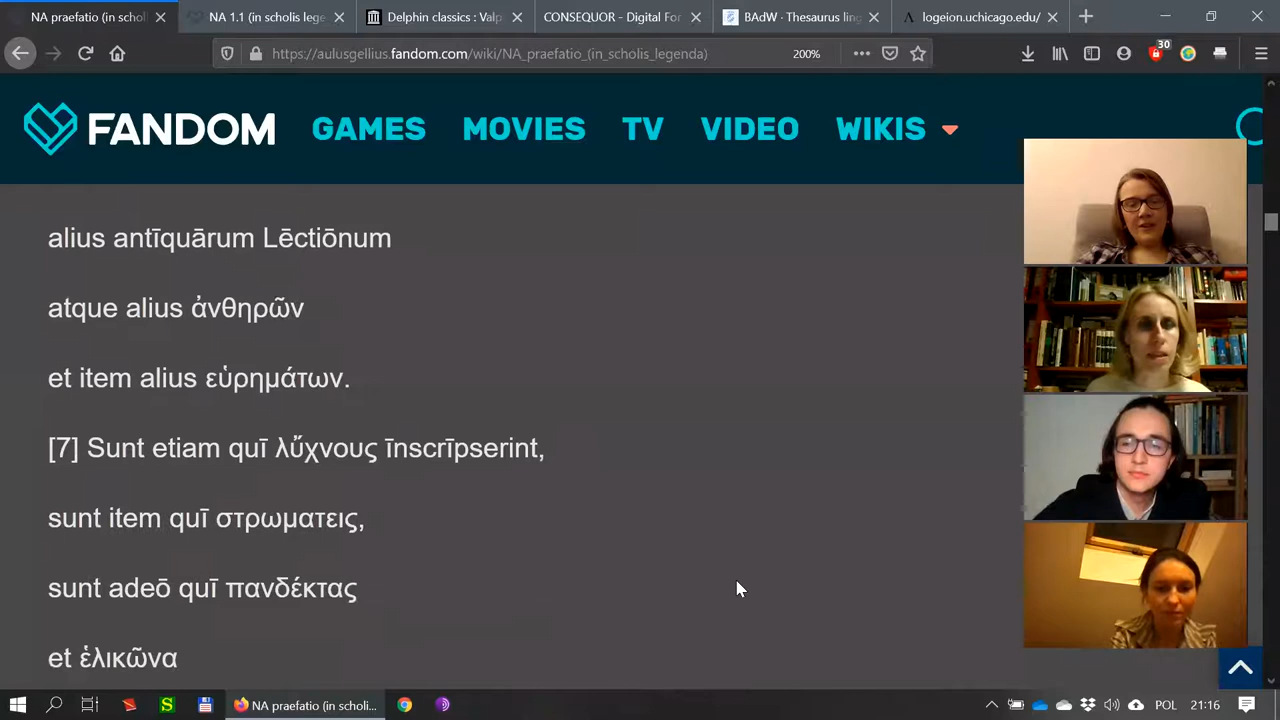 NA praefatio (in schol
NA 1.1 (in scholis lege
Delphin classics : Valp
CONSEQUOR - Digital For
BAdW · Thesaurus ling
logeion.uchicago.edu/
https://aulusgellius.fandom.com/wiki/NA_praefatio_(in_scholis_legenda)
200%
30
FANDOM
GAMES
MOVIES
TV
VIDEO
WIKIS
alius antīquārum Lēctiōnum
atque alius ἀνθηρῶν
et item alius εὑρημάτων.
[7] Sunt etiam quī λὔχνους īnscrīpserint,
sunt item quī στρωματεις,
sunt adeō quī πανδέκτας
et ἑλικῶνα
NA praefatio (in scholi...
POL
21:16